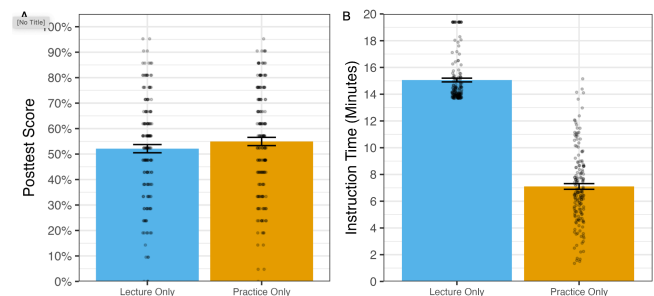 A
[No Title]
100%
90%
80%
70%
60%
50%
40%
30%
20%
10%
0%
Posttest Score
Lecture Only
Practice Only
B
20
18
16
14
12
10
8
6
4
2
0
Instruction Time (Minutes)
Lecture Only
Practice Only